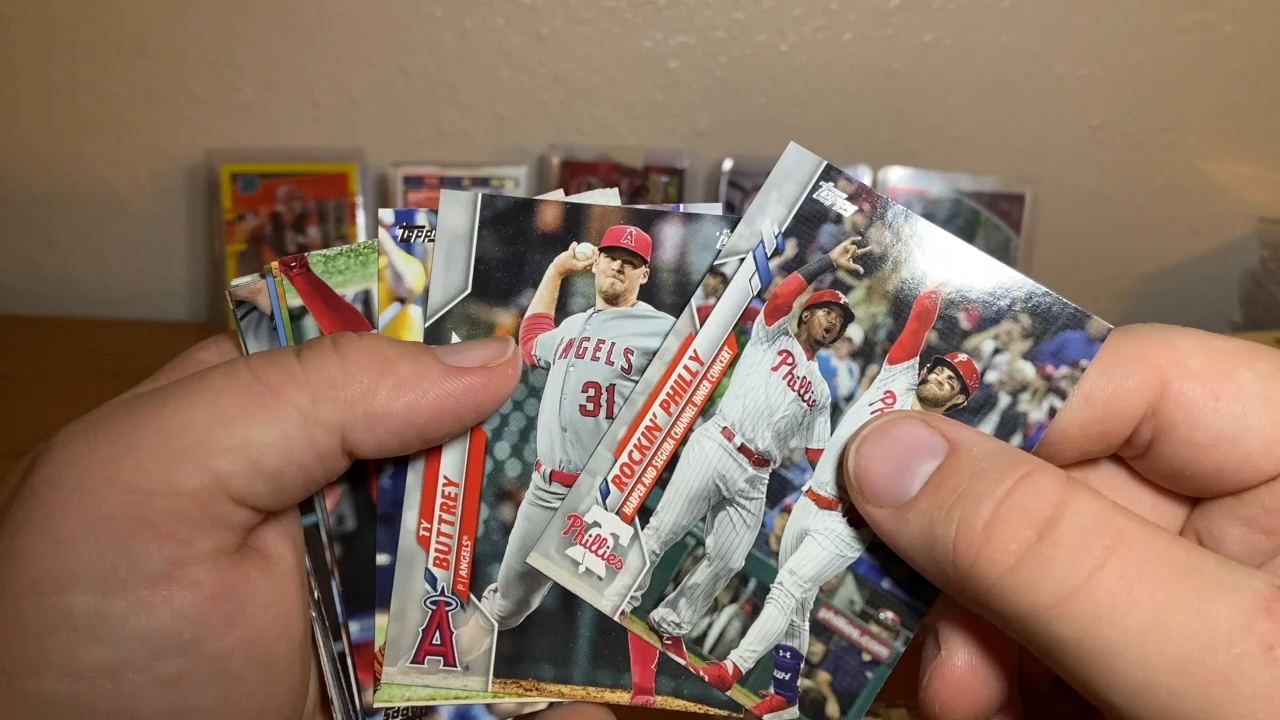 Topps
ANGELS
31
TY
BUTTREY
P | ANGELS®
A
Topps
ROCKIN' PHILLY
HARPER AND SEGURA CHANNEL INNER CONCERT
Phillies
Phillies
P